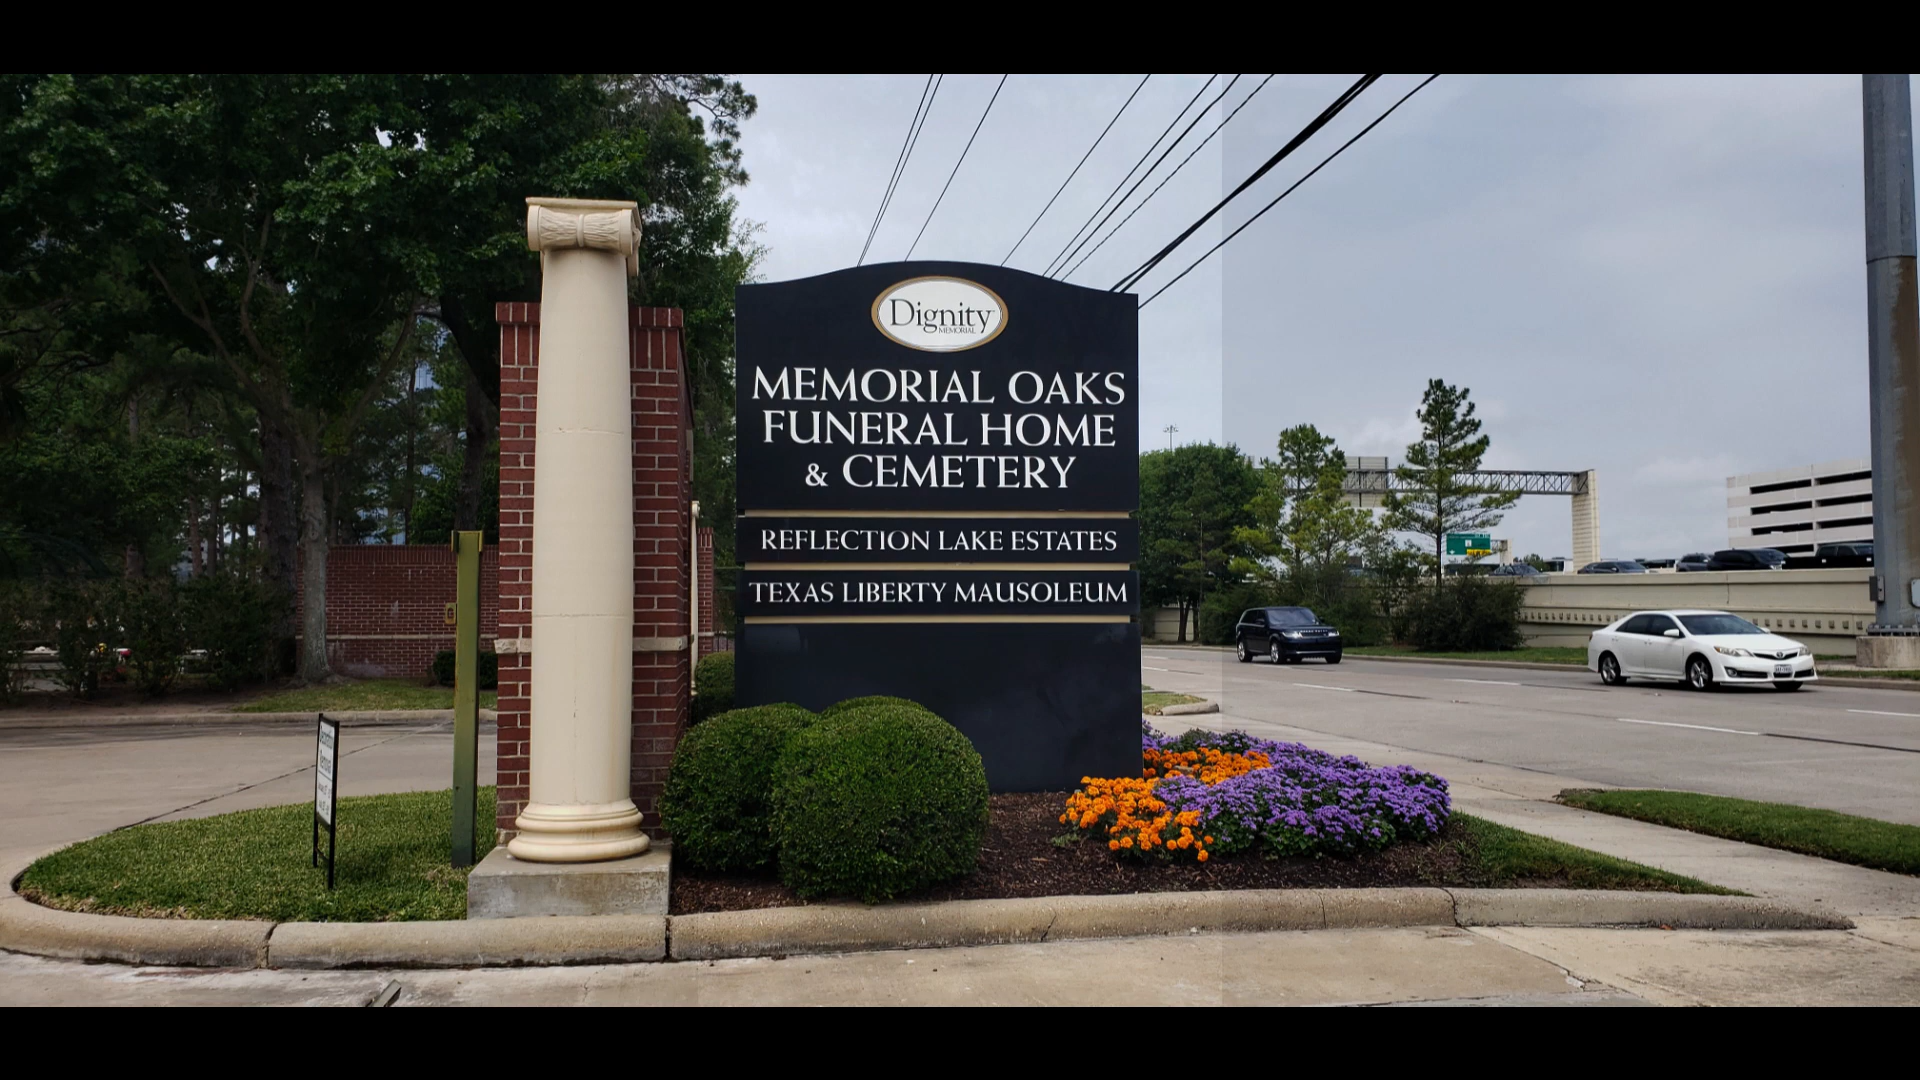 Dignity
MEMORIAL
MEMORIAL OAKS
FUNERAL HOME
& CEMETERY
REFLECTION LAKE ESTATES
TEXAS LIBERTY MAUSOLEUM